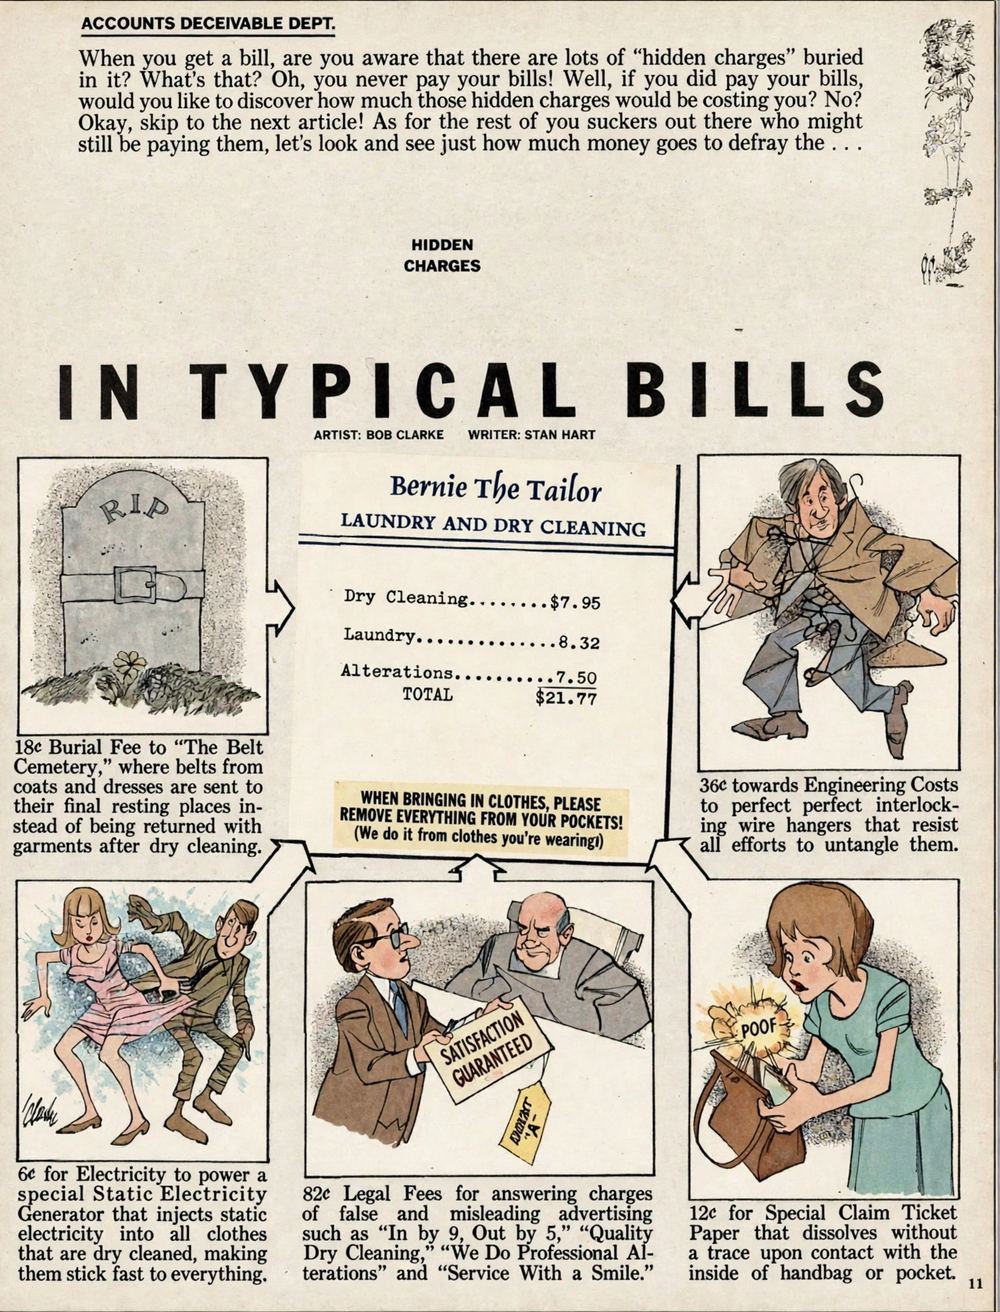 ACCOUNTS DECEIVABLE DEPT.
When you get a bill, are you aware that there are lots of “hidden charges” buried
in it? What's that? Oh, you never pay your bills! Well, if you did pay your bills,
would you like to discover how much those hidden charges would be costing you? No?
Okay, skip to the next article! As for the rest of you suckers out there who might
still be paying them, let's look and see just how much money goes to defray the . . .
HIDDEN
CHARGES
IN TYPICAL BILLS
ARTIST: BOB CLARKE WRITER: STAN HART
RIP
18¢ Burial Fee to “The Belt
Cemetery,” where belts from
coats and dresses are sent to
their final resting places in-
stead of being returned with
garments after dry cleaning.
Bernie The Tailor
LAUNDRY AND DRY CLEANING
Dry Cleaning........$7.95
Laundry.............8.32
Alterations..........7.50
TOTAL $21.77
WHEN BRINGING IN CLOTHES, PLEASE
REMOVE EVERYTHING FROM YOUR POCKETS!
(We do it from clothes you're wearing!)
36¢ towards Engineering Costs
to perfect perfect interlock-
ing wire hangers that resist
all efforts to untangle them.
Clarke
6¢ for Electricity to power a
special Static Electricity
Generator that injects static
electricity into all clothes
that are dry cleaned, making
them stick fast to everything.
SATISFACTION
GUARANTEED
"A"
82¢ Legal Fees for answering charges
of false and misleading advertising
such as “In by 9, Out by 5,” “Quality
Dry Cleaning,” “We Do Professional Al-
terations” and “Service With a Smile.”
POOF
12¢ for Special Claim Ticket
Paper that dissolves without
a trace upon contact with the
inside of handbag or pocket.
11